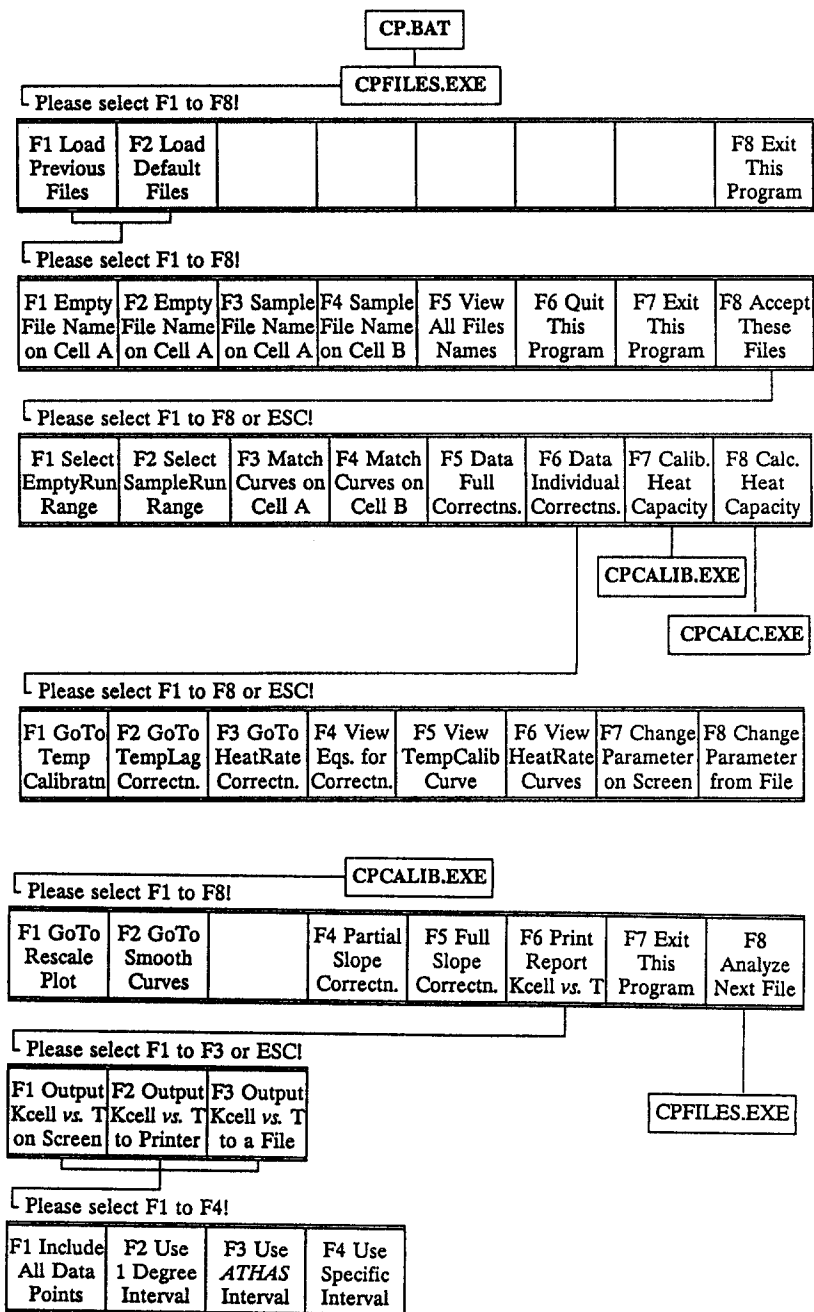 CP.BAT
CPFILES.EXE
Please select F1 to F8!
F1 Load Previous Files
F2 Load Default Files
F8 Exit This Program
Please select F1 to F8!
F1 Empty File Name on Cell A
F2 Empty File Name on Cell A
F3 Sample File Name on Cell A
F4 Sample File Name on Cell B
F5 View All Files Names
F6 Quit This Program
F7 Exit This Program
F8 Accept These Files
Please select F1 to F8 or ESC!
F1 Select EmptyRun Range
F2 Select SampleRun Range
F3 Match Curves on Cell A
F4 Match Curves on Cell B
F5 Data Full Correctns.
F6 Data Individual Correctns.
F7 Calib. Heat Capacity
F8 Calc. Heat Capacity
CPCALIB.EXE
CPCALC.EXE
Please select F1 to F8 or ESC!
F1 GoTo Temp Calibratn
F2 GoTo TempLag Correctn.
F3 GoTo HeatRate Correctn.
F4 View Eqs. for Correctn.
F5 View TempCalib Curve
F6 View HeatRate Curves
F7 Change Parameter on Screen
F8 Change Parameter from File
CPCALIB.EXE
Please select F1 to F8!
F1 GoTo Rescale Plot
F2 GoTo Smooth Curves
F4 Partial Slope Correctn.
F5 Full Slope Correctn.
F6 Print Report Kcell vs. T
F7 Exit This Program
F8 Analyze Next File
Please select F1 to F3 or ESC!
F1 Output Kcell vs. T on Screen
F2 Output Kcell vs. T to Printer
F3 Output Kcell vs. T to a File
CPFILES.EXE
Please select F1 to F4!
F1 Include All Data Points
F2 Use 1 Degree Interval
F3 Use ATHAS Interval
F4 Use Specific Interval